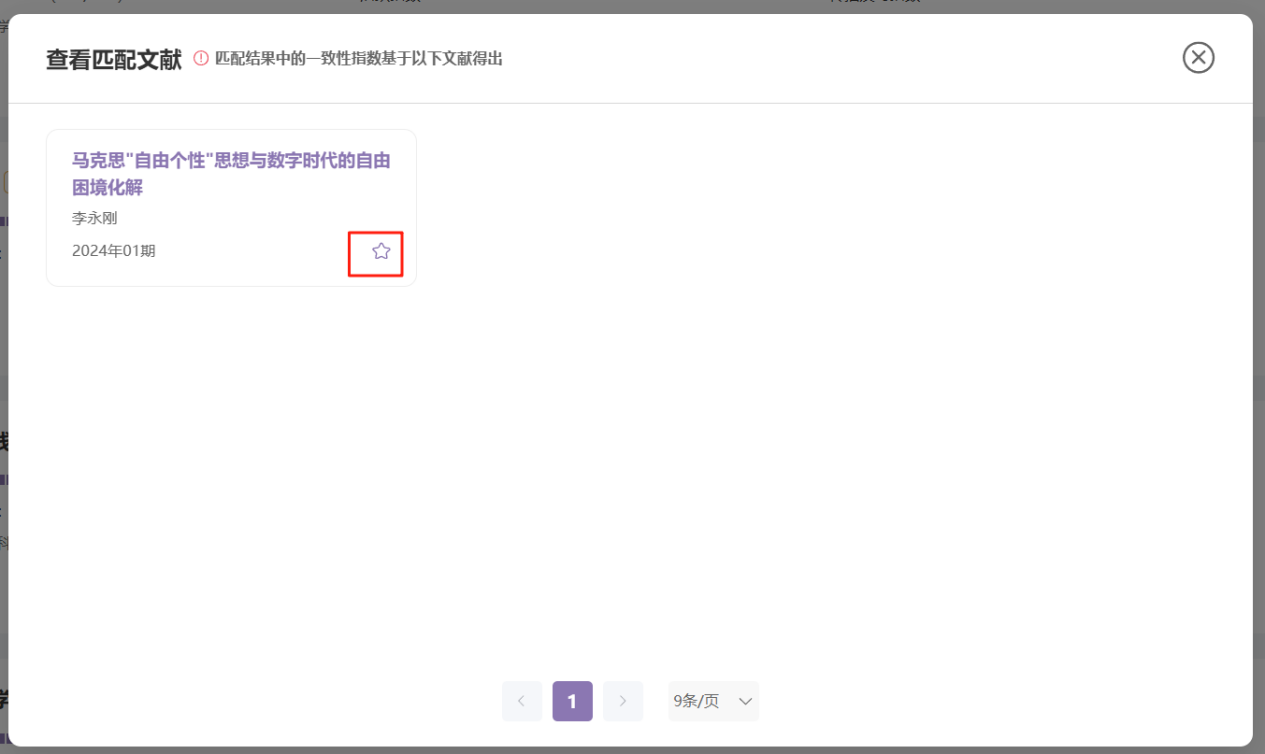 查看匹配文献
匹配结果中的一致性指数基于以下文献得出
马克思"自由个性"思想与数字时代的自由
困境化解
李永刚
2024年01期
1
9条/页